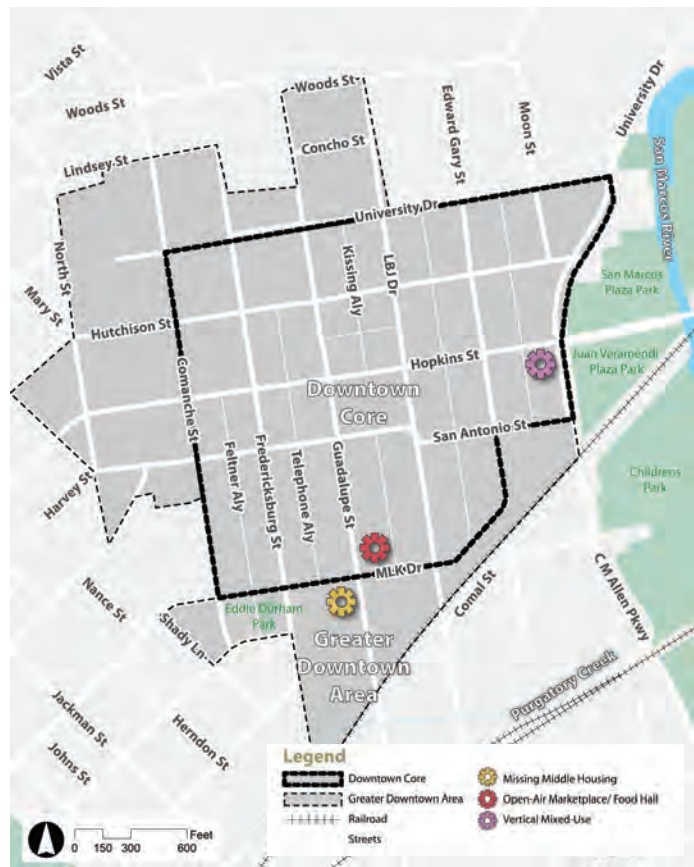 Vista St
Woods St
Woods St
University Dr
Edward Gary St
Moon St
Concho St
Lindsey St
San Marcos River
University Dr
North St
Kissing Aly
LBJ Dr
San Marcos
Plaza Park
Mary St
Hutchison St
Hopkins St
Juan Veramendi
Plaza Park
Comanche St
Downtown
Core
San Antonio St
Feltner Aly
Fredericksburg St
Telephone Aly
Guadalupe St
Harvey St
Childrens
Park
MLK Dr
Comal St
C M Allen Pkwy
Nance St
Shady Ln
Eddie Durham
Park
Greater
Downtown
Area
Purgatory Creek
Jackman St
Herndon St
Johns St
Legend
Downtown Core
Greater Downtown Area
Railroad
Streets
Missing Middle Housing
Open-Air Marketplace/ Food Hall
Vertical Mixed-Use
Feet
0 150 300 600